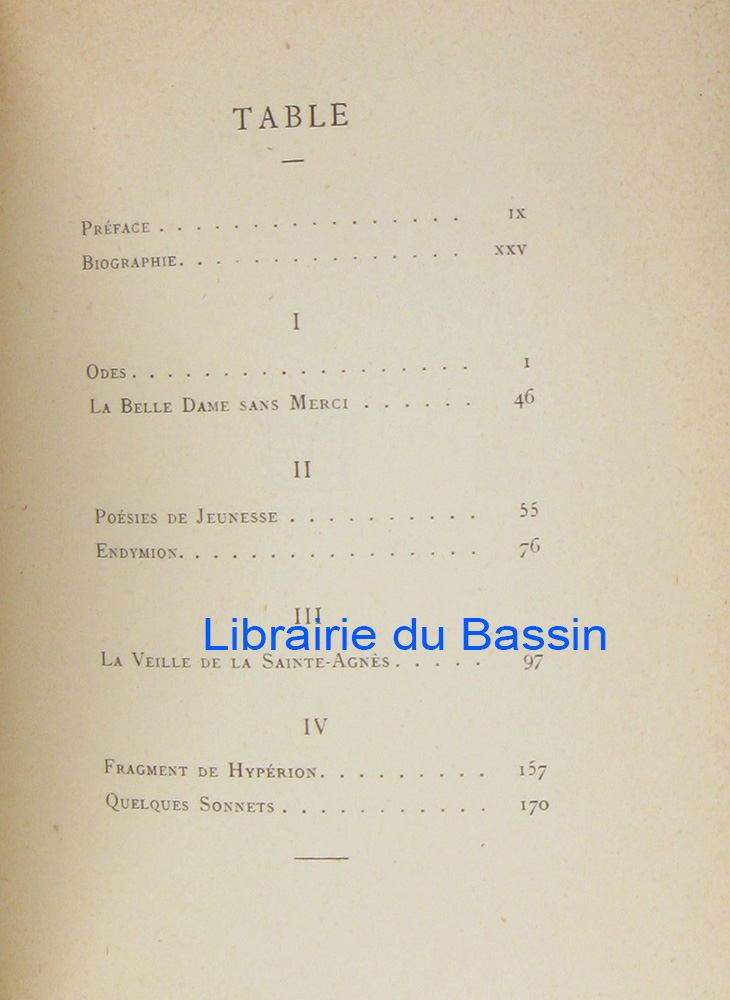 TABLE
PRÉFACE . . . . . . . . . . . . . . . . IX
BIOGRAPHIE. . . . . . . . . . . . . . . . XXV
I
ODES. . . . . . . . . . . . . . . . . . . 1
LA BELLE DAME SANS MERCI . . . . . . 46
II
POÉSIES DE JEUNESSE . . . . . . . . . . 55
ENDYMION. . . . . . . . . . . . . . . . 76
III
Librairie du Bassin
LA VEILLE DE LA SAINTE-AGNÈS. . . . . 97
IV
FRAGMENT DE HYPÉRION. . . . . . . . . 157
QUELQUES SONNETS . . . . . . . . . . . 170